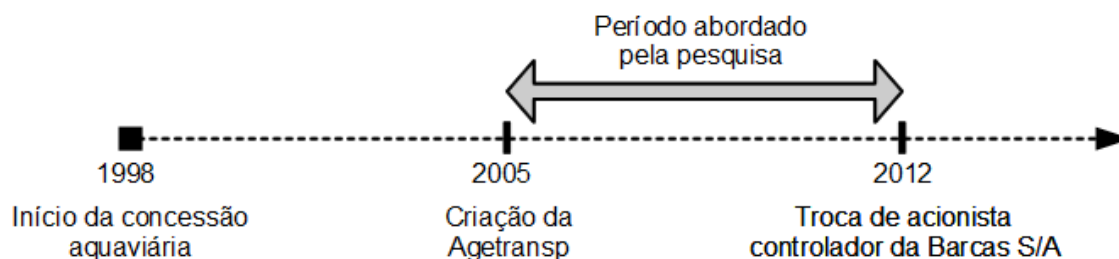 Período abordado
pela pesquisa
1998
2005
2012
Início da concessão
aquaviária
Criação da
Agetransp
Troca de acionista
controlador da Barcas S/A